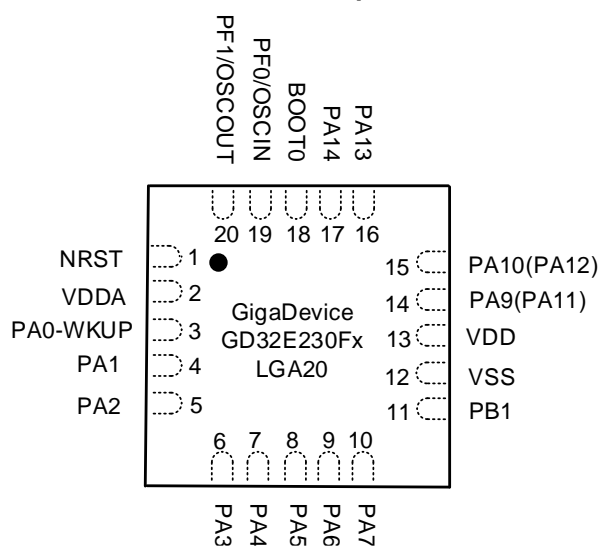 PF1/OSCOUT
PF0/OSCIN
BOOT0
PA14
PA13
20 19 18 17 16
NRST 1
VDDA 2
PA0-WKUP 3
PA1 4
PA2 5
GigaDevice
GD32E230Fx
LGA20
15 PA10(PA12)
14 PA9(PA11)
13 VDD
12 VSS
11 PB1
6 7 8 9 10
PA3
PA4
PA5
PA6
PA7